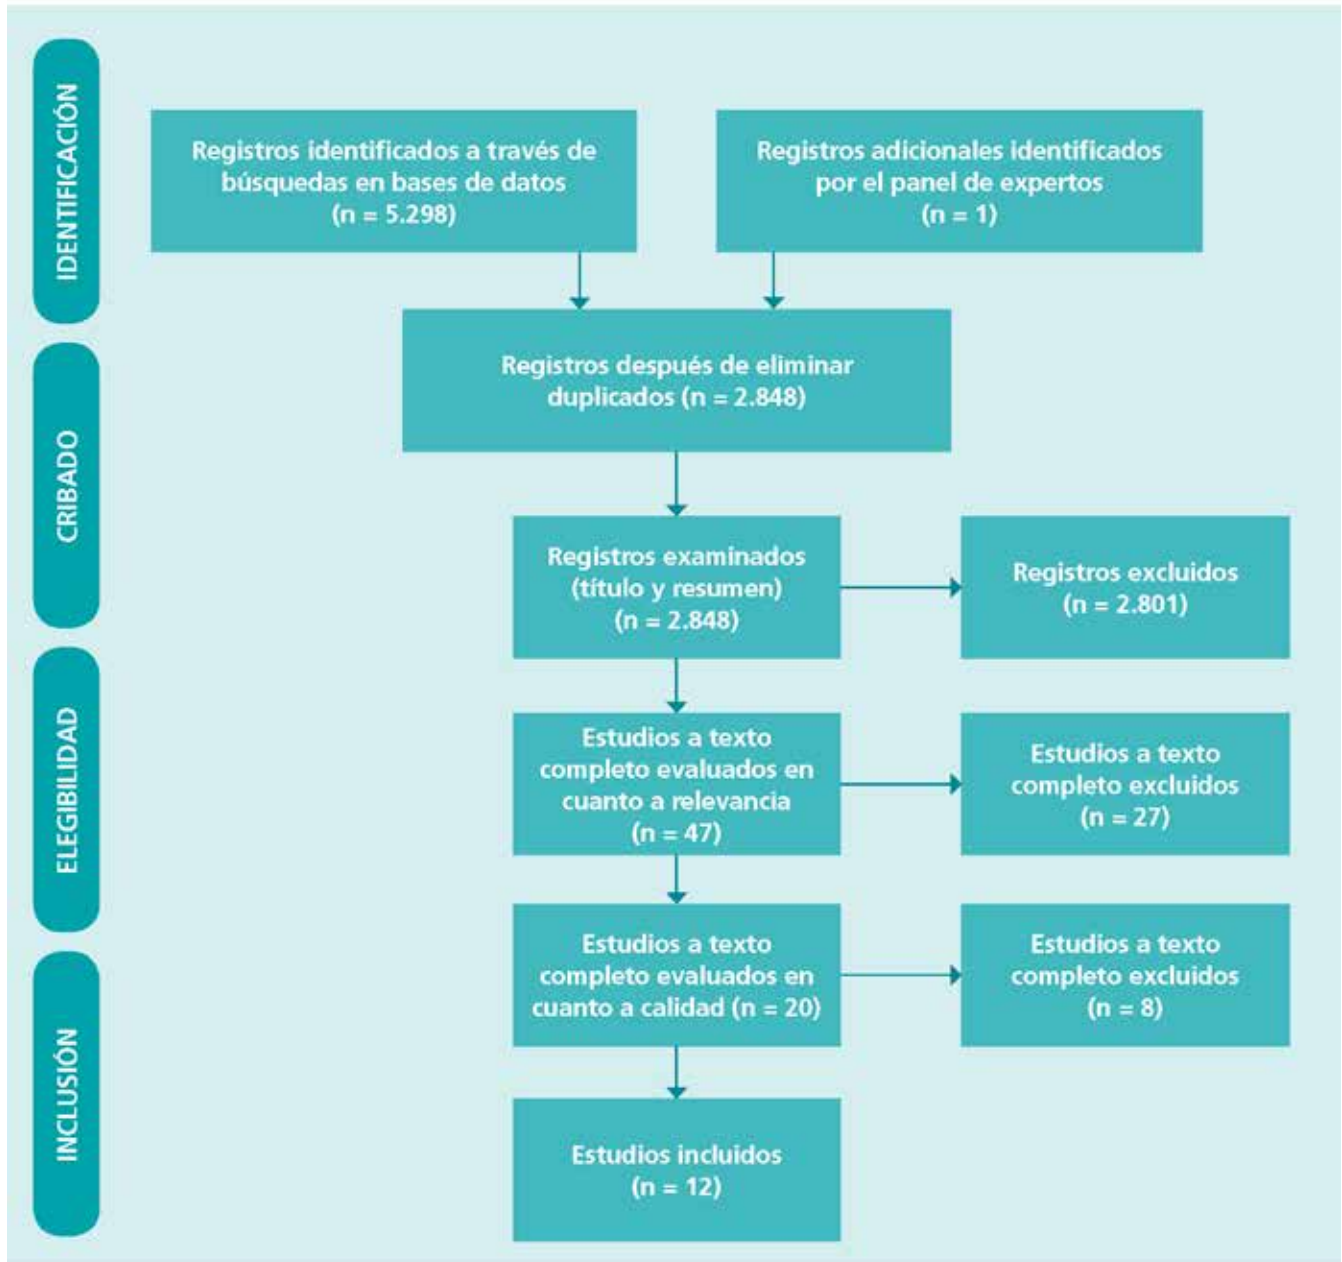 IDENTIFICACIÓN
Registros identificados a través de
búsquedas en bases de datos
(n = 5.298)
Registros adicionales identificados
por el panel de expertos
(n = 1)
Registros después de eliminar
duplicados (n = 2.848)
CRIBADO
Registros examinados
(título y resumen)
(n = 2.848)
Registros excluidos
(n = 2.801)
ELEGIBILIDAD
Estudios a texto
completo evaluados en
cuanto a relevancia
(n = 47)
Estudios a texto
completo excluidos
(n = 27)
Estudios a texto
completo evaluados en
cuanto a calidad (n = 20)
Estudios a texto
completo excluidos
(n = 8)
INCLUSIÓN
Estudios incluidos
(n = 12)